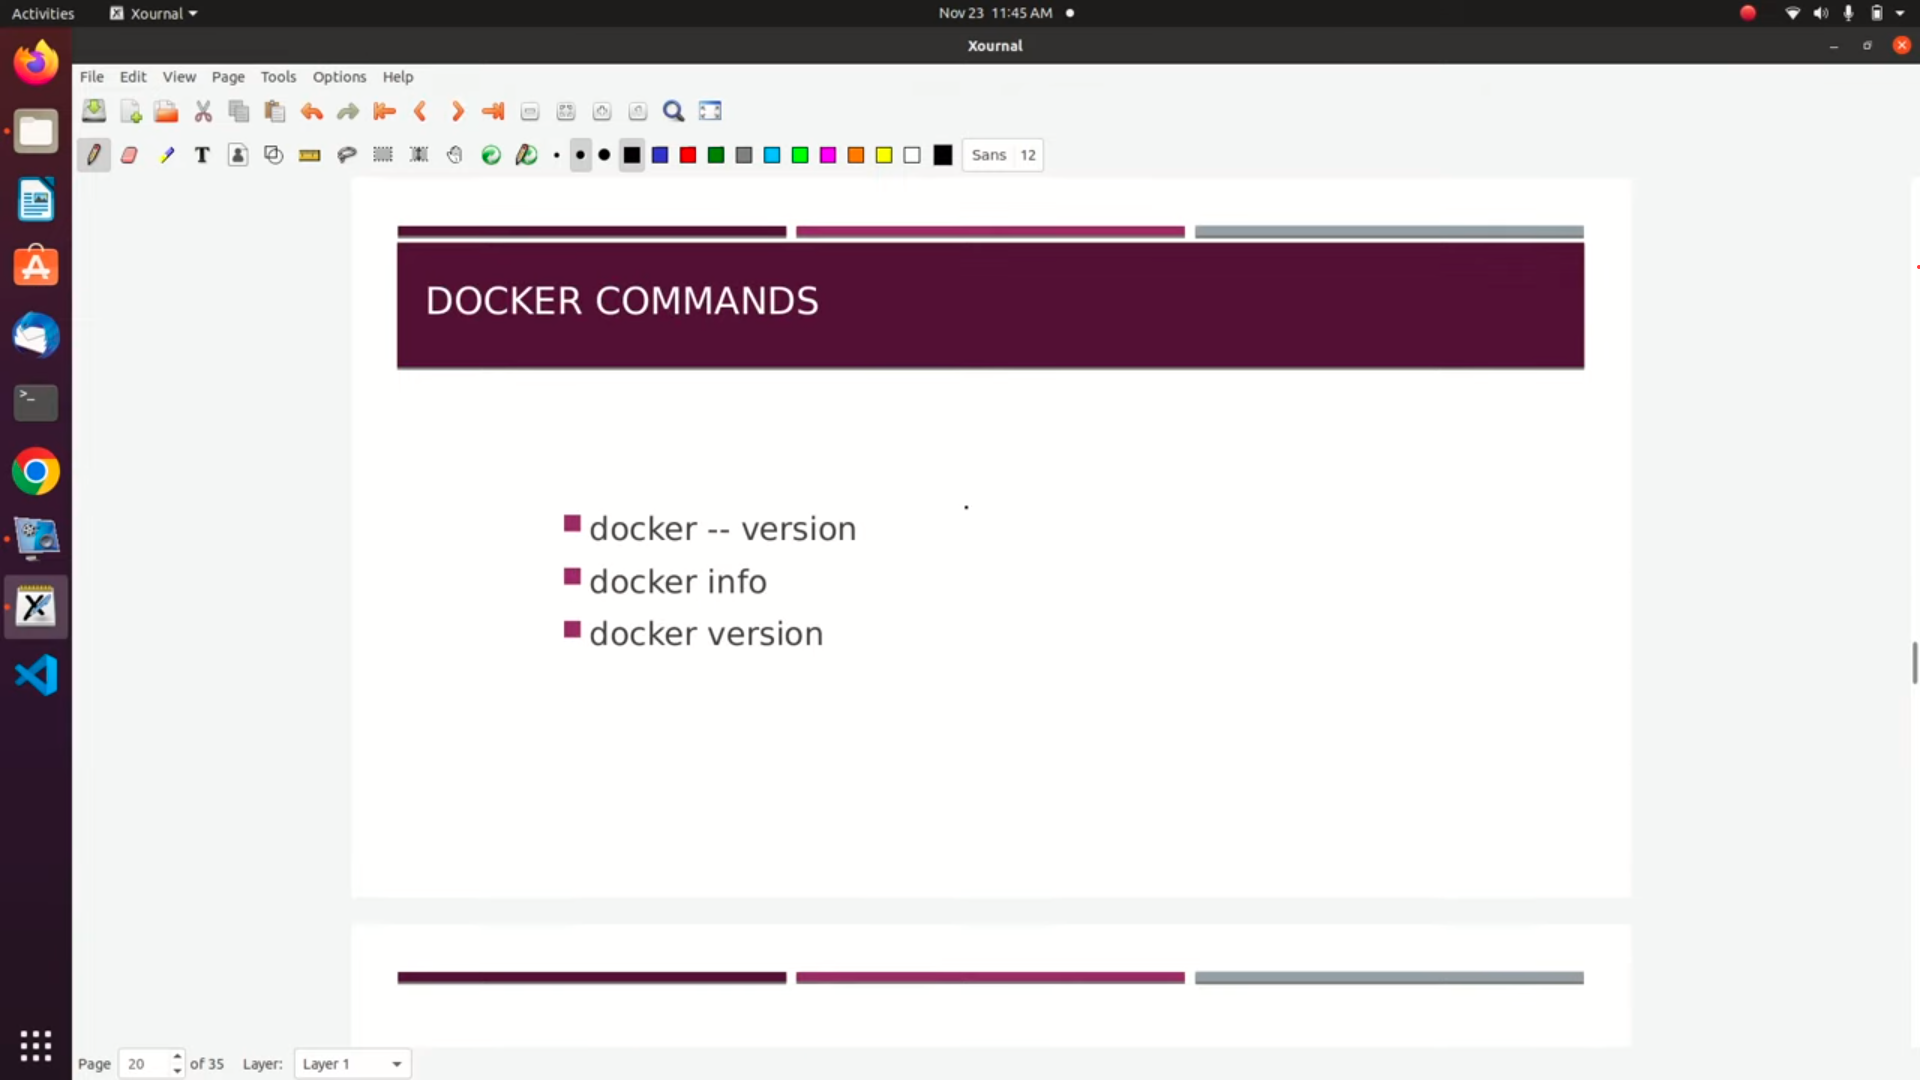 Activities Xournal Nov 23 11:45 AM
Xournal
File Edit View Page Tools Options Help
T Sans 12
DOCKER COMMANDS
docker -- version
docker info
docker version
Page 20 of 35 Layer: Layer 1